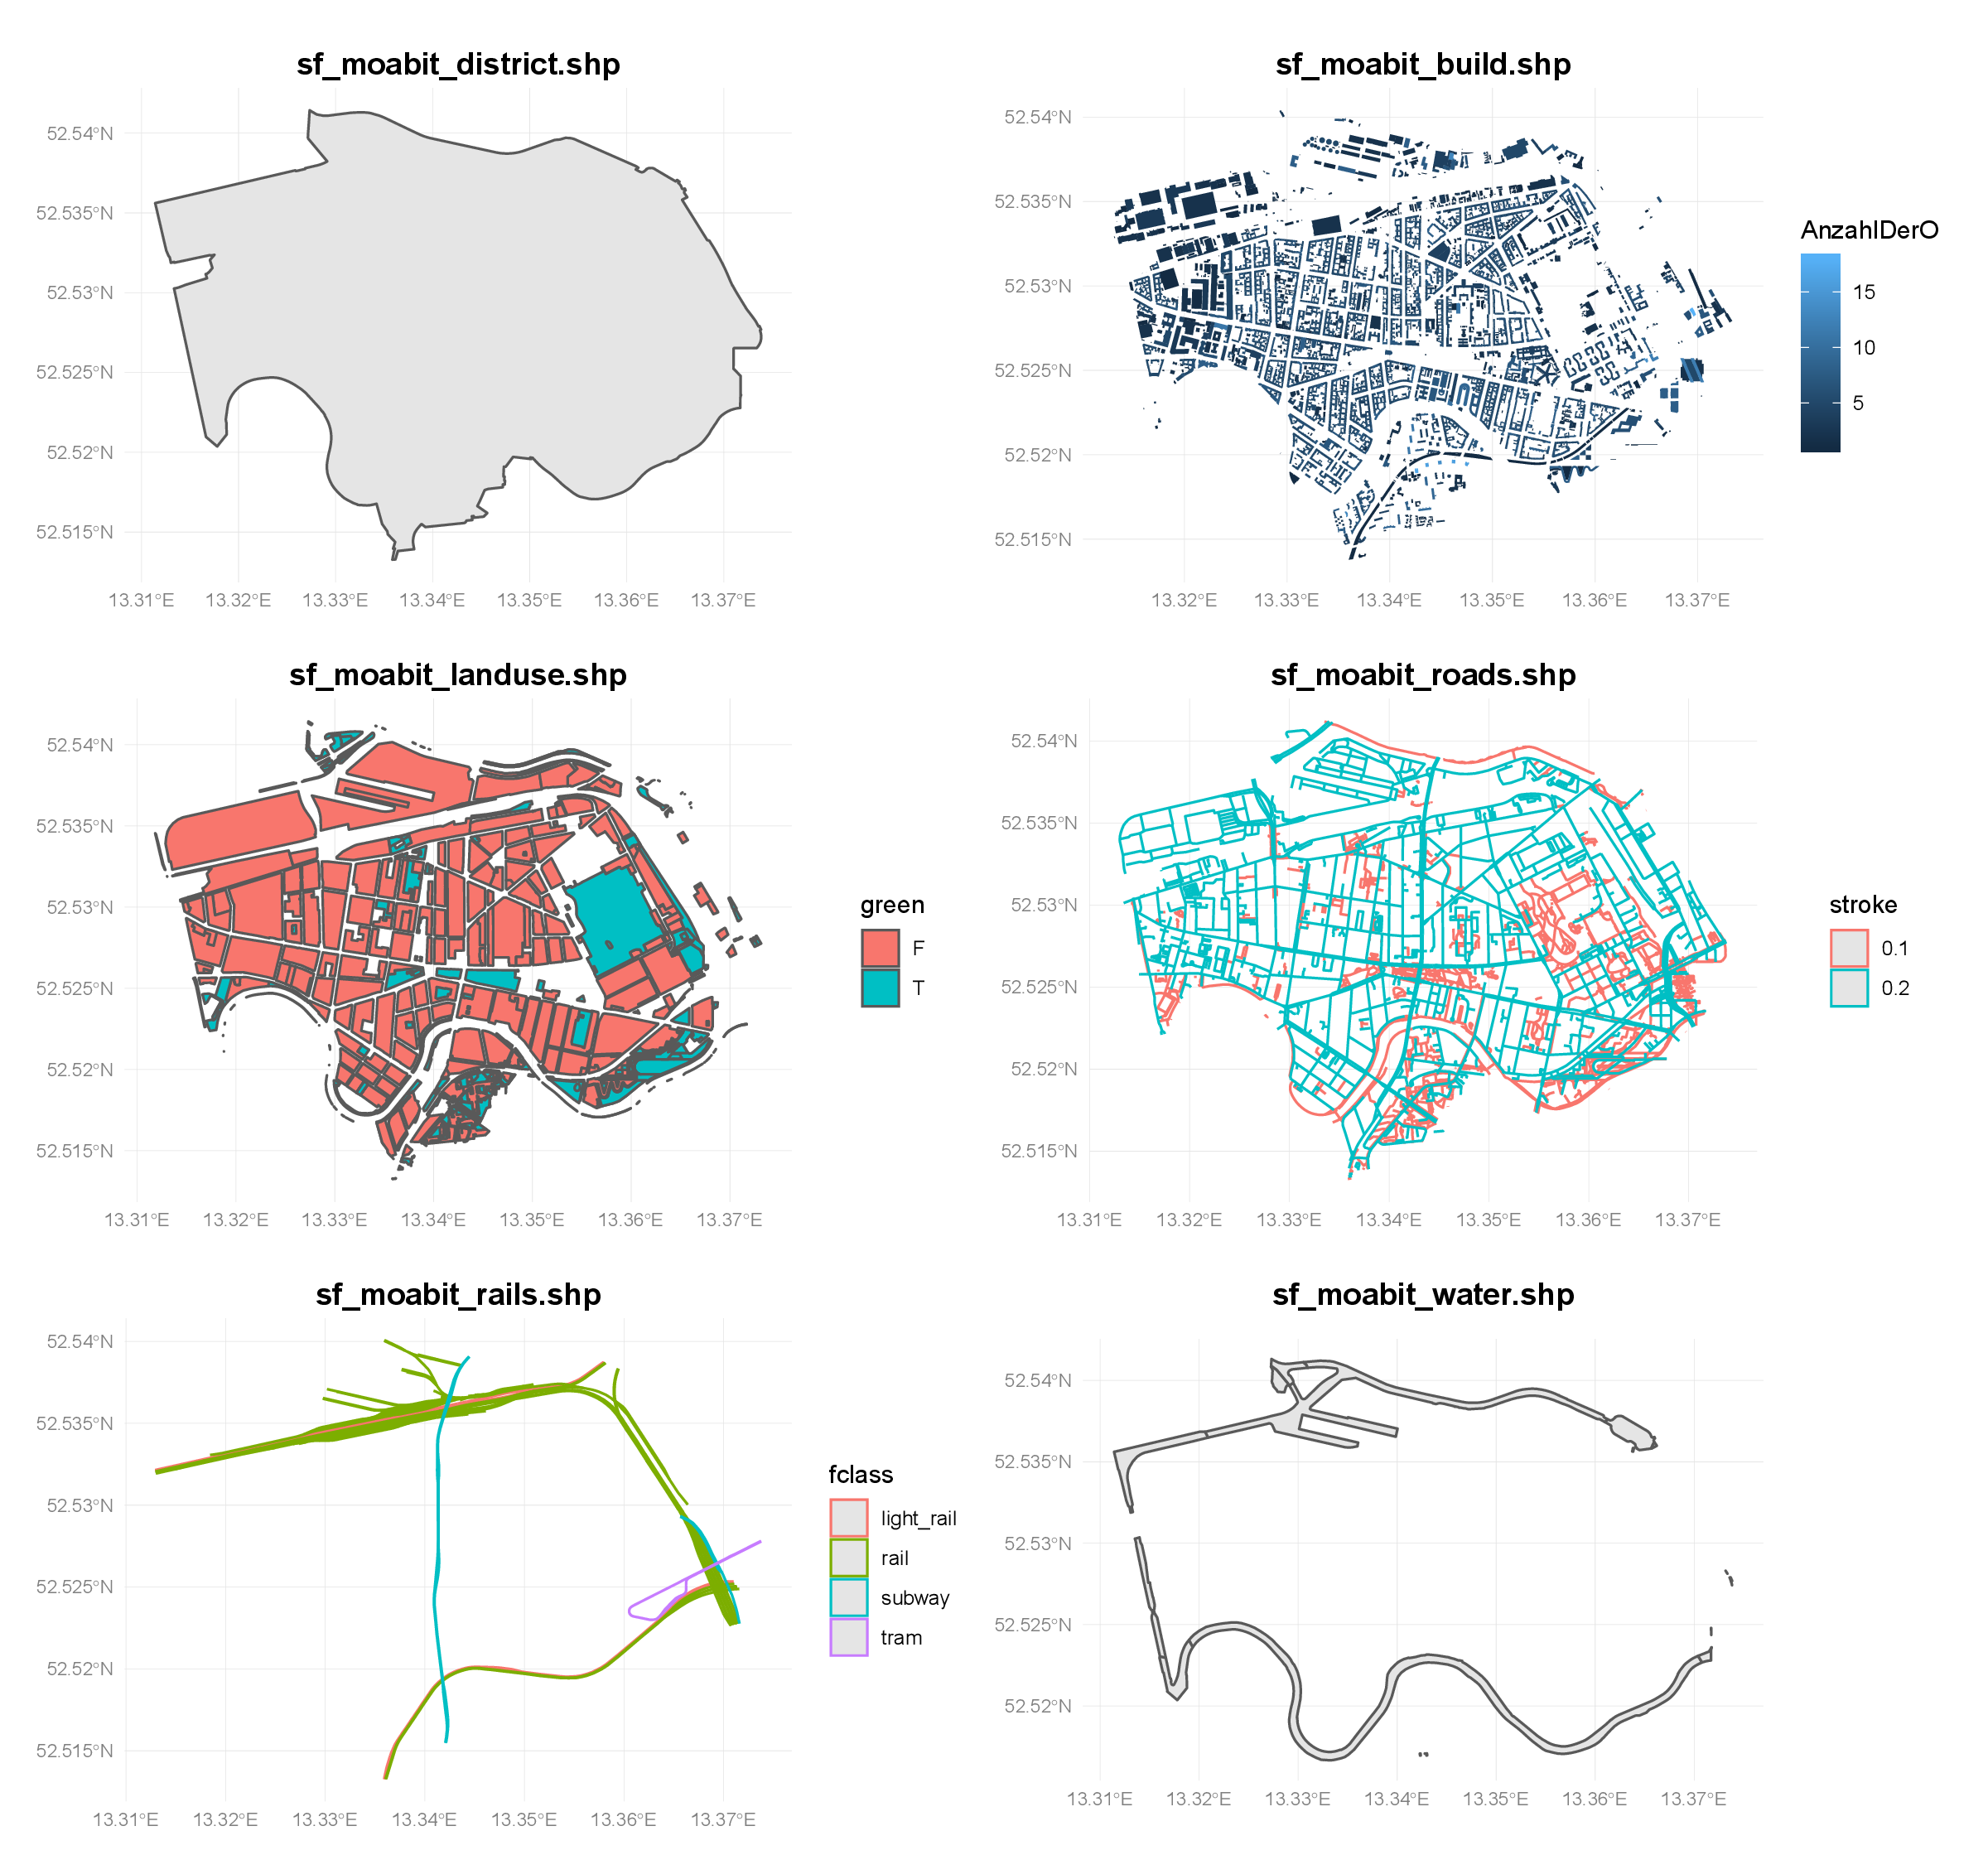 sf_moabit_district.shp
52.54°N
52.535°N
52.53°N
52.525°N
52.52°N
52.515°N
13.31°E 13.32°E 13.33°E 13.34°E 13.35°E 13.36°E 13.37°E
sf_moabit_build.shp
52.54°N
52.535°N
52.53°N
52.525°N
52.52°N
52.515°N
13.32°E 13.33°E 13.34°E 13.35°E 13.36°E 13.37°E
AnzahlDerO
15
10
5
sf_moabit_landuse.shp
52.54°N
52.535°N
52.53°N
52.525°N
52.52°N
52.515°N
13.31°E 13.32°E 13.33°E 13.34°E 13.35°E 13.36°E 13.37°E
green
F
T
sf_moabit_roads.shp
52.54°N
52.535°N
52.53°N
52.525°N
52.52°N
52.515°N
13.31°E 13.32°E 13.33°E 13.34°E 13.35°E 13.36°E 13.37°E
stroke
0.1
0.2
sf_moabit_rails.shp
52.54°N
52.535°N
52.53°N
52.525°N
52.52°N
52.515°N
13.31°E 13.32°E 13.33°E 13.34°E 13.35°E 13.36°E 13.37°E
fclass
light_rail
rail
subway
tram
sf_moabit_water.shp
52.54°N
52.535°N
52.53°N
52.525°N
52.52°N
13.31°E 13.32°E 13.33°E 13.34°E 13.35°E 13.36°E 13.37°E